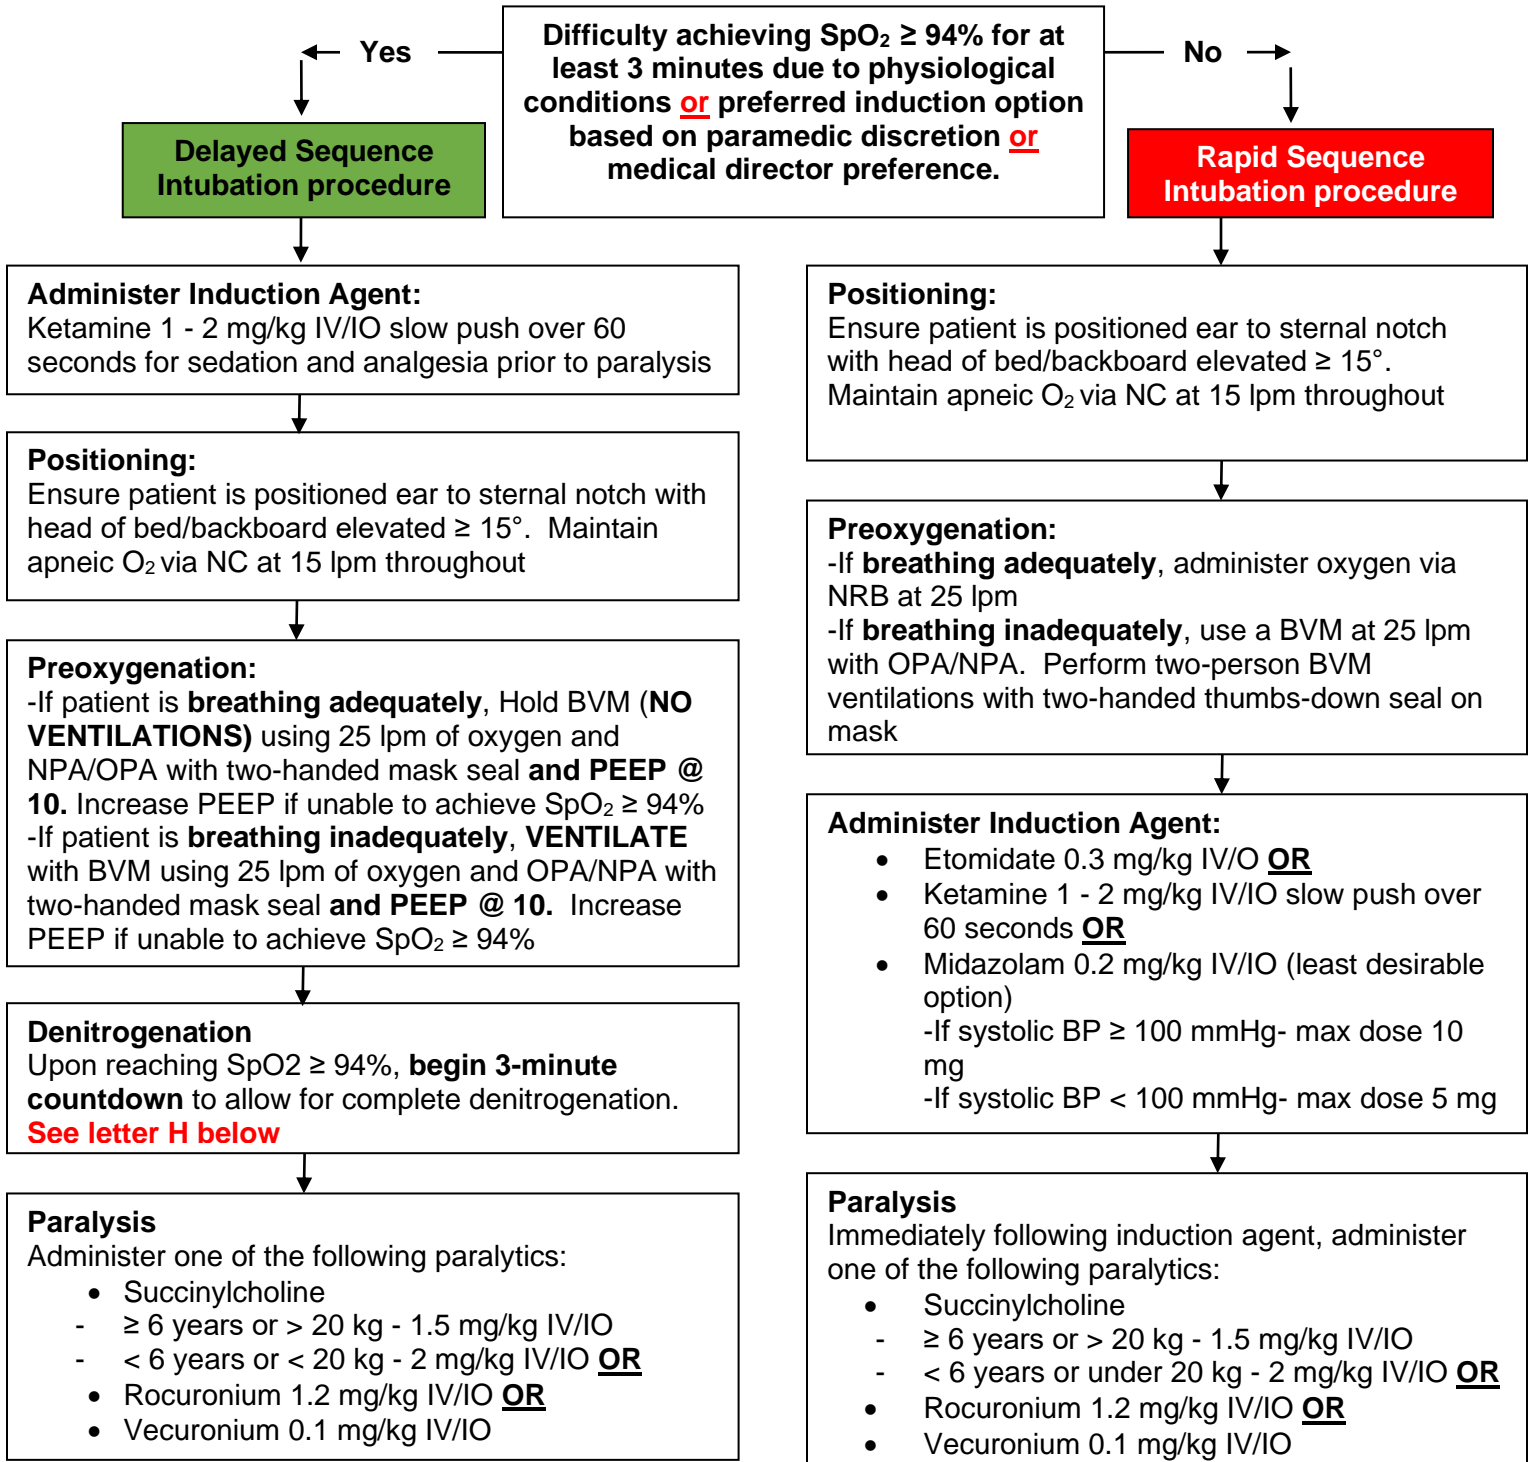 Difficulty achieving SpO₂ ≥ 94% for at
least 3 minutes due to physiological
conditions or preferred induction option
based on paramedic discretion or
medical director preference.
Yes
No
Delayed Sequence
Intubation procedure
Administer Induction Agent:
Ketamine 1 - 2 mg/kg IV/IO slow push over 60
seconds for sedation and analgesia prior to paralysis
Positioning:
Ensure patient is positioned ear to sternal notch with
head of bed/backboard elevated ≥ 15°.  Maintain
apneic O₂ via NC at 15 lpm throughout
Preoxygenation:
-If patient is breathing adequately, Hold BVM (NO
VENTILATIONS) using 25 lpm of oxygen and
NPA/OPA with two-handed mask seal and PEEP @
10. Increase PEEP if unable to achieve SpO₂ ≥ 94%
-If patient is breathing inadequately, VENTILATE
with BVM using 25 lpm of oxygen and OPA/NPA with
two-handed mask seal and PEEP @ 10.  Increase
PEEP if unable to achieve SpO₂ ≥ 94%
Denitrogenation
Upon reaching SpO2 ≥ 94%, begin 3-minute
countdown to allow for complete denitrogenation.
See letter H below
Paralysis
Administer one of the following paralytics:
• Succinylcholine
- ≥ 6 years or > 20 kg - 1.5 mg/kg IV/IO
- < 6 years or < 20 kg - 2 mg/kg IV/IO OR
• Rocuronium 1.2 mg/kg IV/IO OR
• Vecuronium 0.1 mg/kg IV/IO
Rapid Sequence
Intubation procedure
Positioning:
Ensure patient is positioned ear to sternal notch
with head of bed/backboard elevated ≥ 15°.
Maintain apneic O₂ via NC at 15 lpm throughout
Preoxygenation:
-If breathing adequately, administer oxygen via
NRB at 25 lpm
-If breathing inadequately, use a BVM at 25 lpm
with OPA/NPA.  Perform two-person BVM
ventilations with two-handed thumbs-down seal on
mask
Administer Induction Agent:
• Etomidate 0.3 mg/kg IV/O OR
• Ketamine 1 - 2 mg/kg IV/IO slow push over
60 seconds OR
• Midazolam 0.2 mg/kg IV/IO (least desirable
option)
-If systolic BP ≥ 100 mmHg- max dose 10
mg
-If systolic BP < 100 mmHg- max dose 5 mg
Paralysis
Immediately following induction agent, administer
one of the following paralytics:
• Succinylcholine
- ≥ 6 years or > 20 kg - 1.5 mg/kg IV/IO
- < 6 years or under 20 kg - 2 mg/kg IV/IO OR
• Rocuronium 1.2 mg/kg IV/IO OR
• Vecuronium 0.1 mg/kg IV/IO